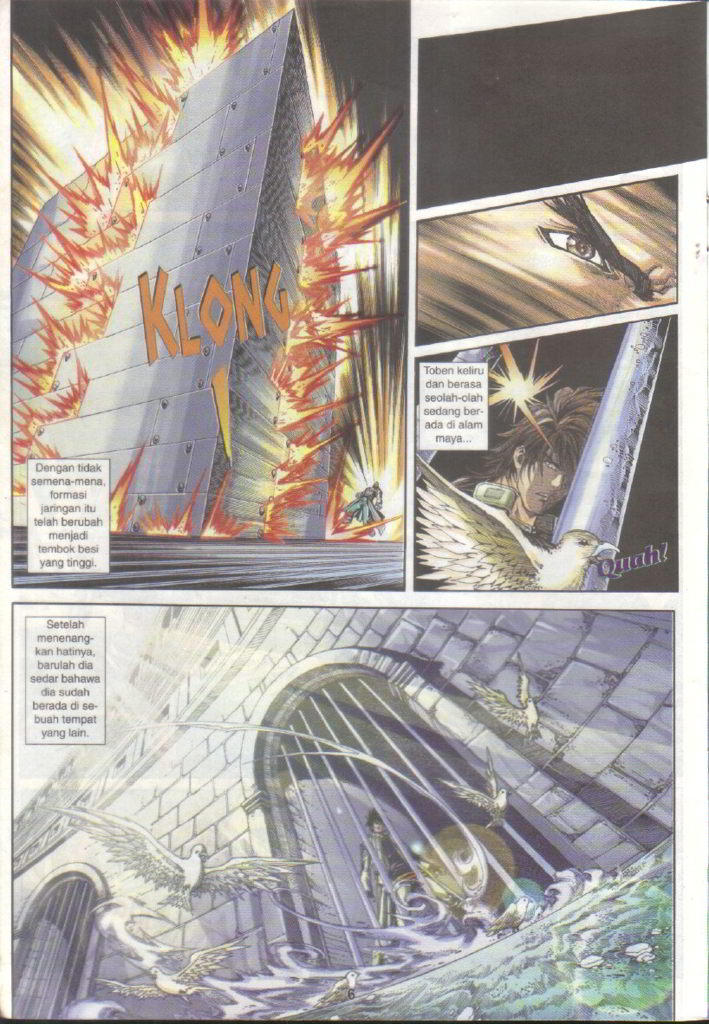 KLONG
!
Dengan tidak
semena-mena,
formasi
jaringan itu
telah berubah
menjadi
tembok besi
yang tinggi.
Toben keliru
dan berasa
seolah-olah
sedang ber-
ada di alam
maya...
Quah!
Setelah
menenang-
kan hatinya,
barulah dia
sedar bahawa
dia sudah
berada di se-
buah tempat
yang lain.
6